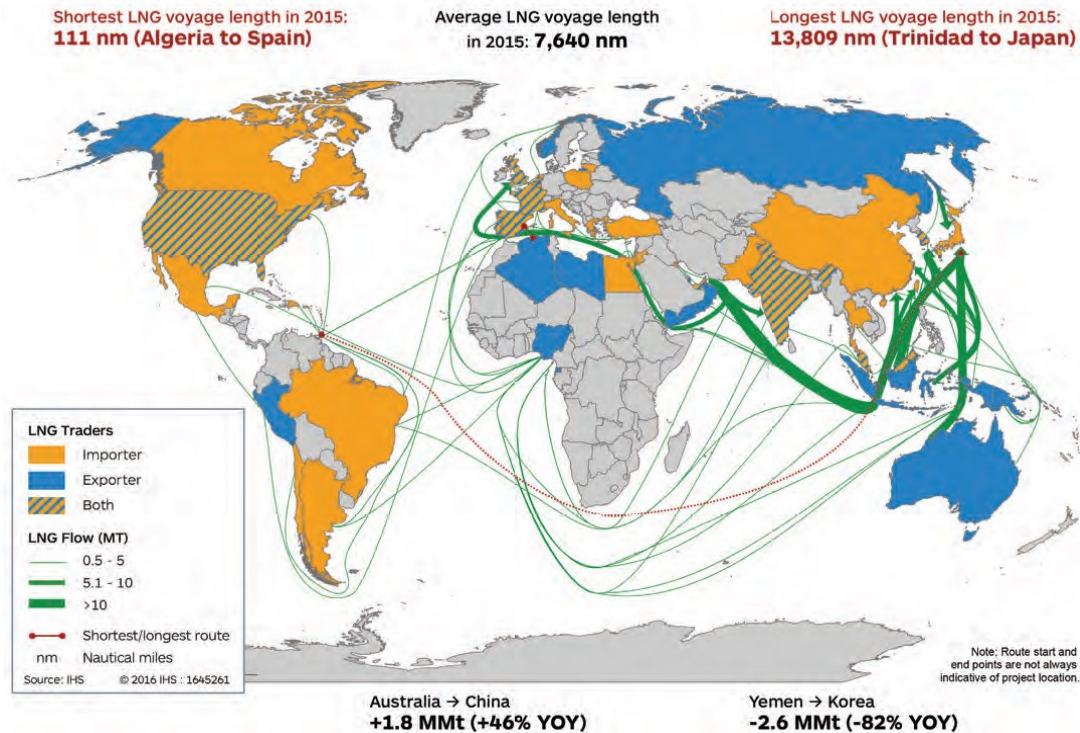 Shortest LNG voyage length in 2015:
111 nm (Algeria to Spain)
Average LNG voyage length
in 2015: 7,640 nm
Longest LNG voyage length in 2015:
13,809 nm (Trinidad to Japan)
LNG Traders
Importer
Exporter
Both
LNG Flow (MT)
0.5 - 5
5.1 - 10
>10
Shortest/longest route
nm Nautical miles
Source: IHS © 2016 IHS : 1645261
Note: Route start and
end points are not always
indicative of project location.
Australia → China
+1.8 MMt (+46% YOY)
Yemen → Korea
-2.6 MMt (-82% YOY)